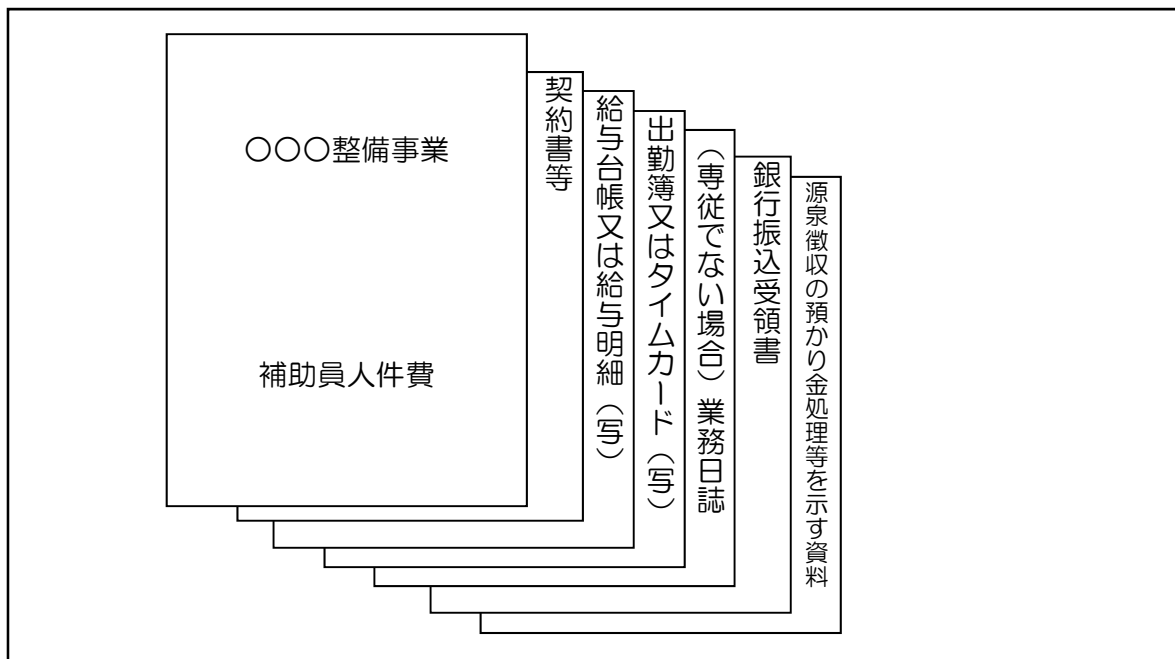 〇〇〇整備事業
補助員人件費
契約書等
給与台帳又は給与明細（写）
出勤簿又はタイムカード（写）
（専従でない場合）業務日誌
銀行振込受領書
源泉徴収の預かり金処理等を示す資料